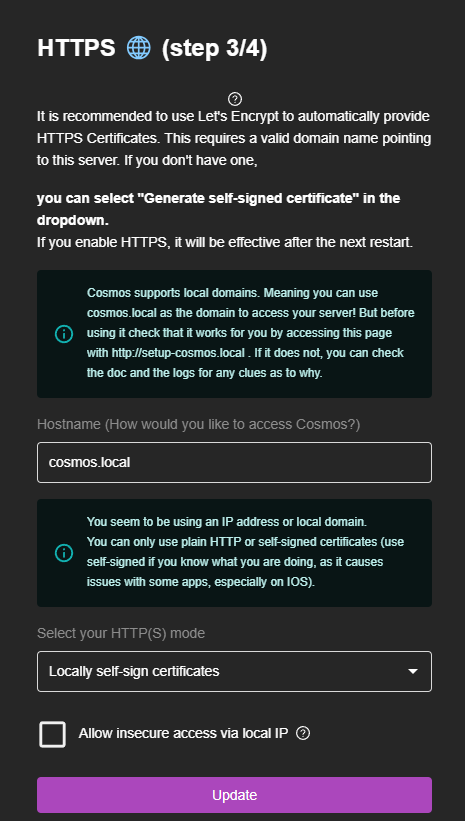 HTTPS 🌐 (step 3/4)
It is recommended to use Let's Encrypt to automatically provide
HTTPS Certificates. This requires a valid domain name pointing
to this server. If you don't have one,
you can select "Generate self-signed certificate" in the
dropdown.
If you enable HTTPS, it will be effective after the next restart.
Cosmos supports local domains. Meaning you can use
cosmos.local as the domain to access your server! But before
using it check that it works for you by accessing this page
with http://setup-cosmos.local . If it does not, you can check
the doc and the logs for any clues as to why.
Hostname (How would you like to access Cosmos?)
cosmos.local
You seem to be using an IP address or local domain.
You can only use plain HTTP or self-signed certificates (use
self-signed if you know what you are doing, as it causes
issues with some apps, especially on IOS).
Select your HTTP(S) mode
Locally self-sign certificates
Allow insecure access via local IP
Update